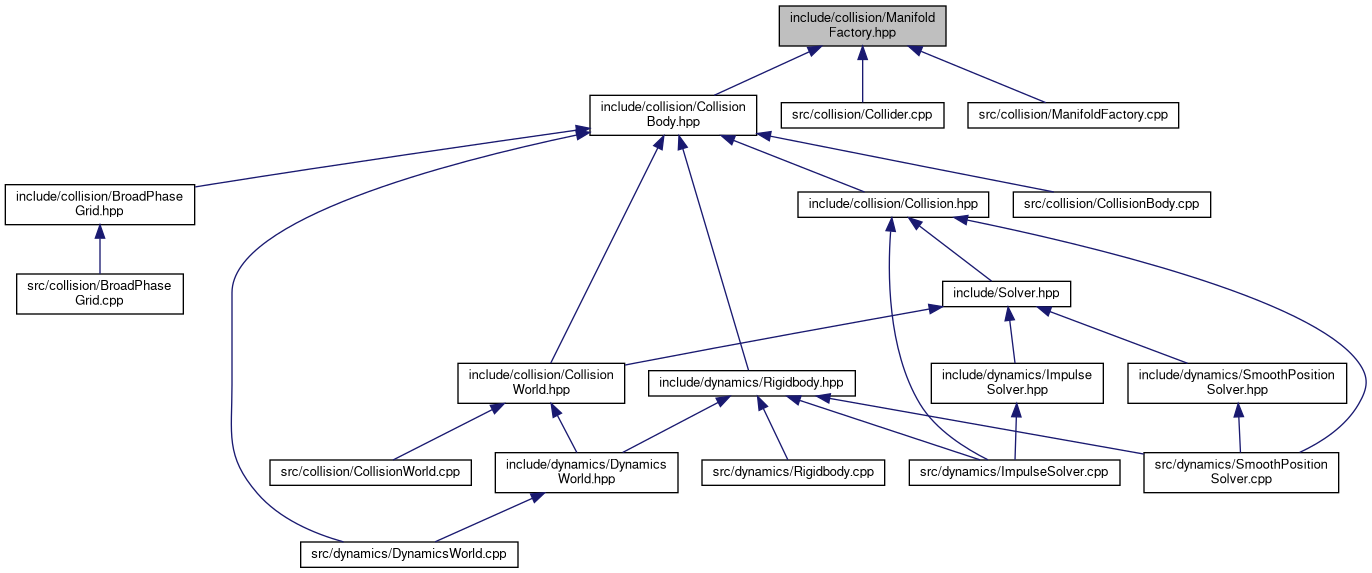 include/collision/Manifold
Factory.hpp
include/collision/Collision
Body.hpp
src/collision/Collider.cpp
src/collision/ManifoldFactory.cpp
include/collision/BroadPhase
Grid.hpp
include/collision/Collision.hpp
src/collision/CollisionBody.cpp
src/collision/BroadPhase
Grid.cpp
include/Solver.hpp
include/collision/Collision
World.hpp
include/dynamics/Rigidbody.hpp
include/dynamics/Impulse
Solver.hpp
include/dynamics/SmoothPosition
Solver.hpp
src/collision/CollisionWorld.cpp
include/dynamics/Dynamics
World.hpp
src/dynamics/Rigidbody.cpp
src/dynamics/ImpulseSolver.cpp
src/dynamics/SmoothPosition
Solver.cpp
src/dynamics/DynamicsWorld.cpp